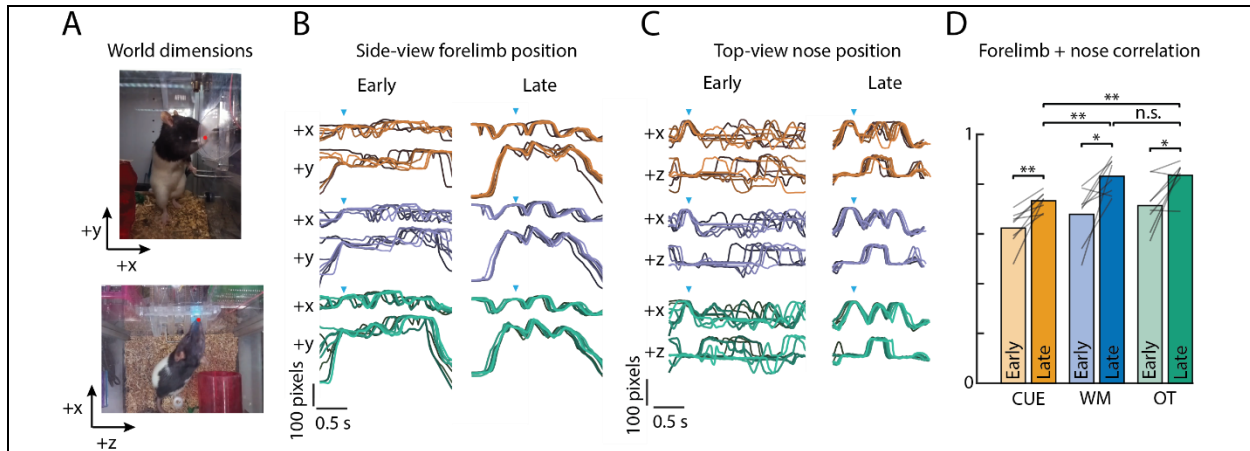 A
World dimensions
+y
+x
+x
+z
B
Side-view forelimb position
Early
Late
+x
+y
+x
+y
+x
+y
100 pixels
0.5 s
C
Top-view nose position
Early
Late
+x
+z
+x
+z
+x
+z
100 pixels
0.5 s
D
Forelimb + nose correlation
**
** n.s.
** * *
1
0
Early Late Early Late Early Late
CUE WM OT